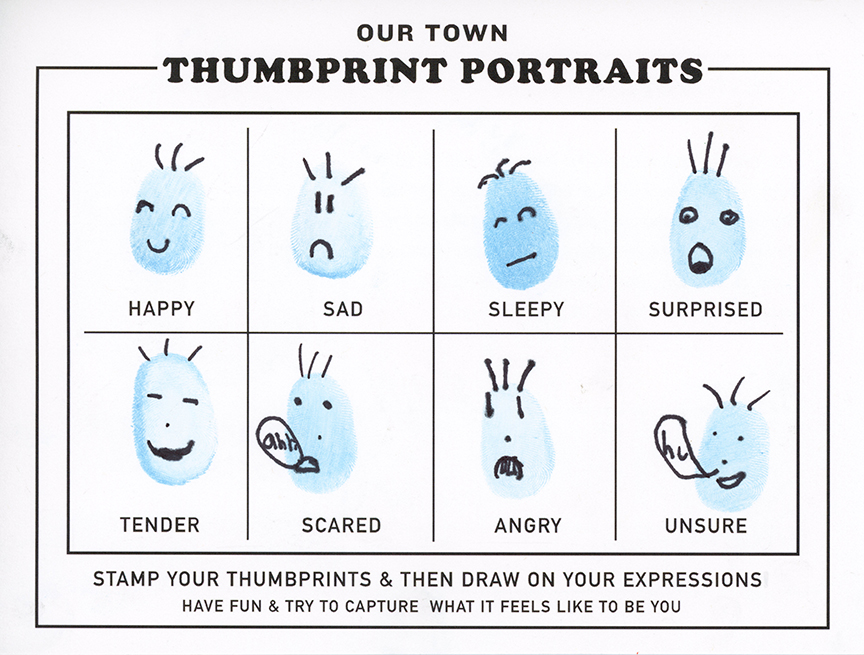 OUR TOWN
THUMBPRINT PORTRAITS
HAPPY
SAD
SLEEPY
SURPRISED
ahh
hu
TENDER
SCARED
ANGRY
UNSURE
STAMP YOUR THUMBPRINTS & THEN DRAW ON YOUR EXPRESSIONS
HAVE FUN & TRY TO CAPTURE WHAT IT FEELS LIKE TO BE YOU